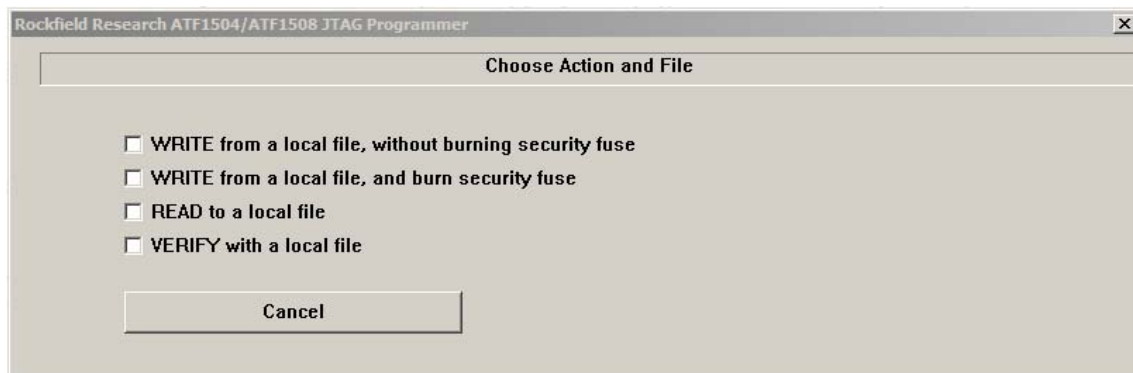 Rockfield Research ATF1504/ATF1508 JTAG Programmer
Choose Action and File
WRITE from a local file, without burning security fuse
WRITE from a local file, and burn security fuse
READ to a local file
VERIFY with a local file
Cancel